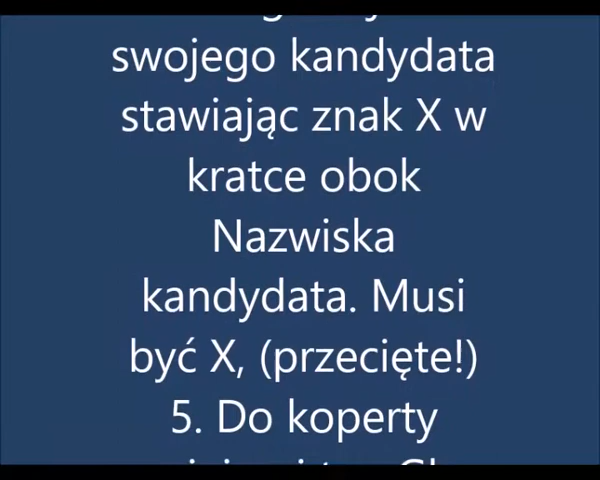 swojego kandydata
stawiając znak X w
kratce obok
Nazwiska
kandydata. Musi
być X, (przecięte!)
5. Do koperty